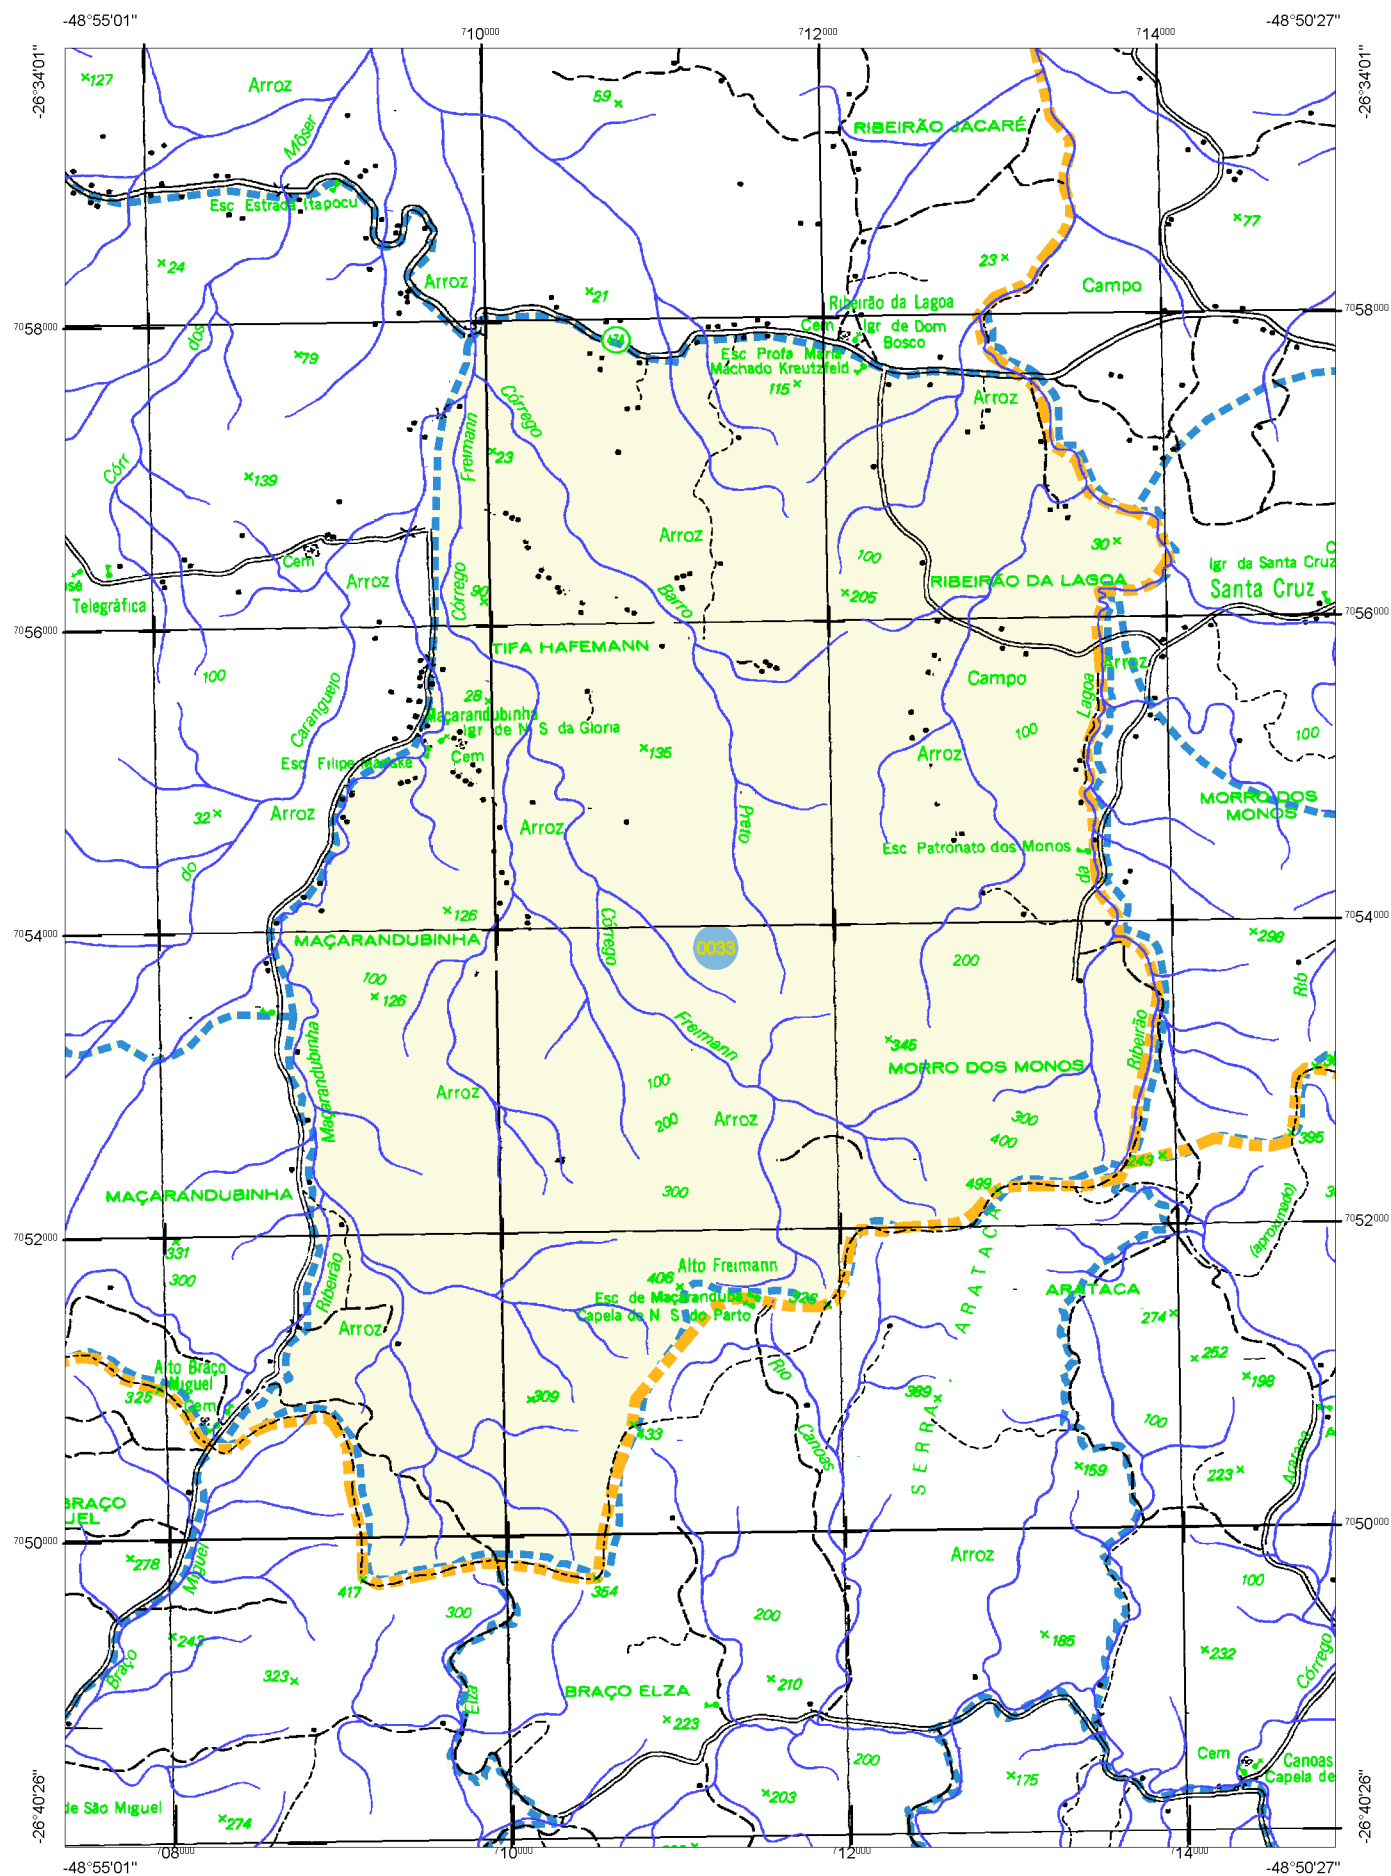 -48°55'01"
710000
712000
714000
-48°50'27"
-26°34'01"
-26°34'01"
127
Arroz
59
Môser
RIBEIRÃO JACARÉ
Esc Estrada Itapocu
77
24
23
Arroz
21
Campo
Ribeirão da Lagoa
7058000
7058000
dos
Cem
Igr de Dom
Bosco
79
Esc Profa Maria
Machado Kreutzfeld
115
Arroz
Córrego
Freimann
23
Córr
139
Arroz
30
100
Cem
Igr da Santa Cruz
Arroz
RIBEIRÃO DA LAGOA
Santa Cruz
Telegráfica
90
Córrego
Barro
205
7056000
7056000
TIFA HAFEMANN
Arroz
100
Campo
28
Lagoa
Caranguejo
Maçarandubinha
Igr de N S da Gloria
100
100
135
Arroz
Cem
Esc Filipe Manske
MORRO DOS
MONOS
32
Arroz
Arroz
Preto
Esc Patronato dos Monos
do
de
126
Córrego
7054000
7054000
MAÇARANDUBINHA
0033
298
100
200
126
Rib
Maçarandubinha
Freimann
345
Ribeirão
MORRO DOS MONOS
100
Arroz
200
Arroz
300
400
395
243
MAÇARANDUBINHA
300
499
(aproximado)
7052000
7052000
331
300
Ribeirão
Alto Freimann
406
ARATACA
Esc de Maçaranduba
326
Capela de N S do Parto
274
Arroz
SERRA ARATACA
252
Alto Braço
Miguel
Rio
325
309
389
198
Cem
433
Canoas
100
Arataca
159
223
BRAÇO
UEL
7050000
7050000
278
Miguel
Arroz
417
354
100
300
200
243
185
232
Braço
323
210
Córrego
Elza
BRAÇO ELZA
223
200
Cem
Canoas
Capela de
175
203
de São Miguel
274
-26°40'26"
-26°40'26"
-48°55'01"
708000
710000
712000
714000
-48°50'27"